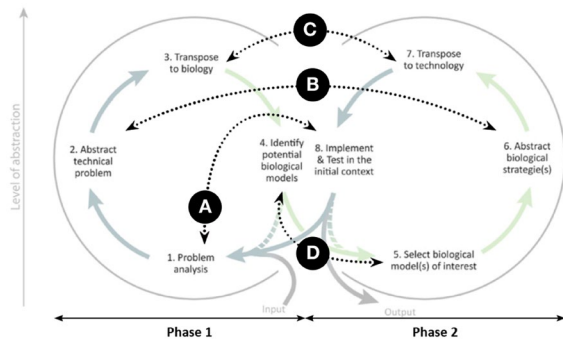 C
3. Transpose
to biology
7. Transpose
to technology
B
Level of abstraction
2. Abstract
technical
problem
4. Identify
potential
biological
models
8. Implement
& Test in the
initial context
6. Abstract
biological
strategie(s)
A
1. Problem
analysis
D
5. Select biological
model(s) of interest
Input
Output
Phase 1
Phase 2